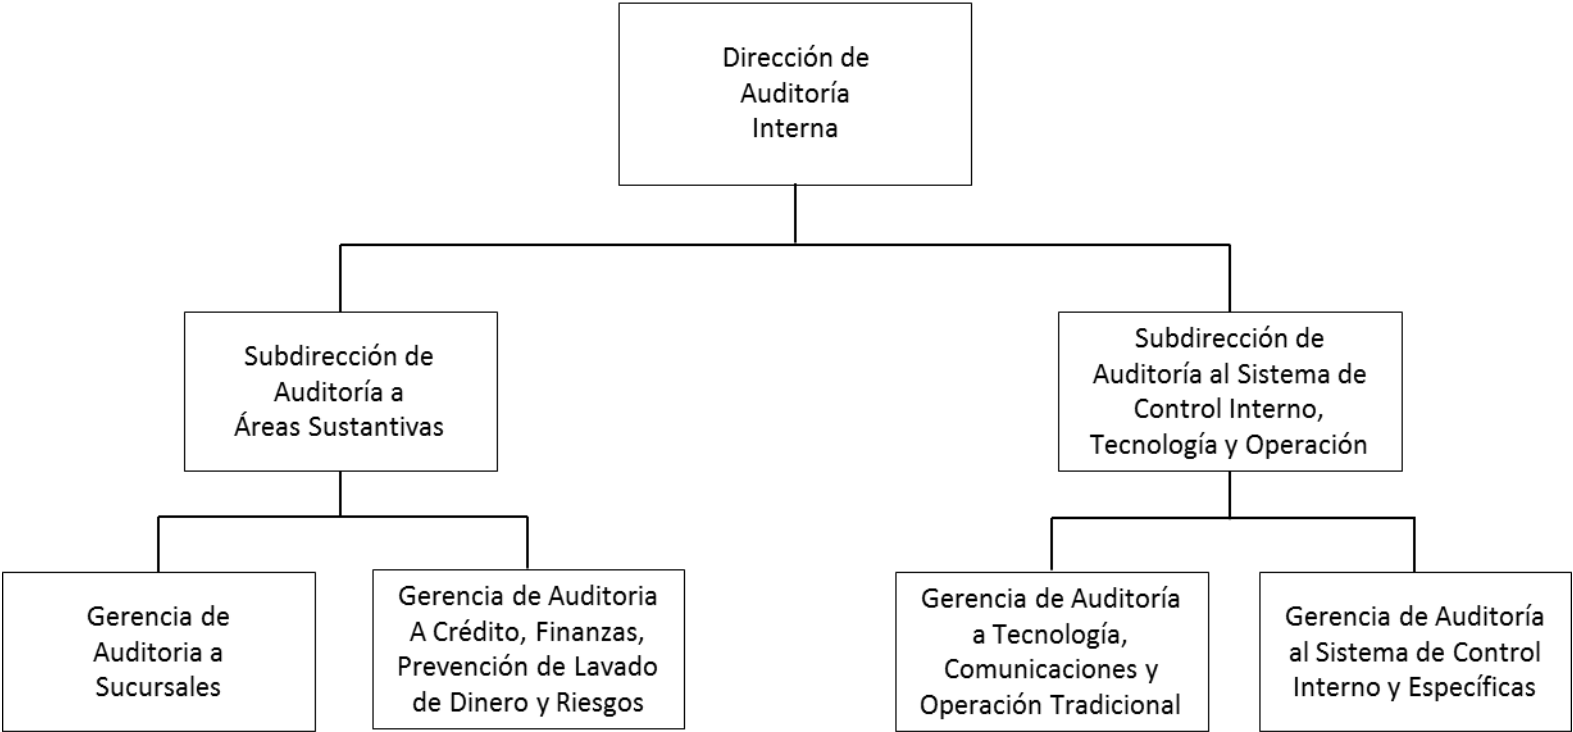 Dirección de
Auditoría
Interna
Subdirección de
Auditoría a
Áreas Sustantivas
Subdirección de
Auditoría al Sistema de
Control Interno,
Tecnología y Operación
Gerencia de
Auditoria a
Sucursales
Gerencia de Auditoria
A Crédito, Finanzas,
Prevención de Lavado
de Dinero y Riesgos
Gerencia de Auditoría
a Tecnología,
Comunicaciones y
Operación Tradicional
Gerencia de Auditoría
al Sistema de Control
Interno y Específicas